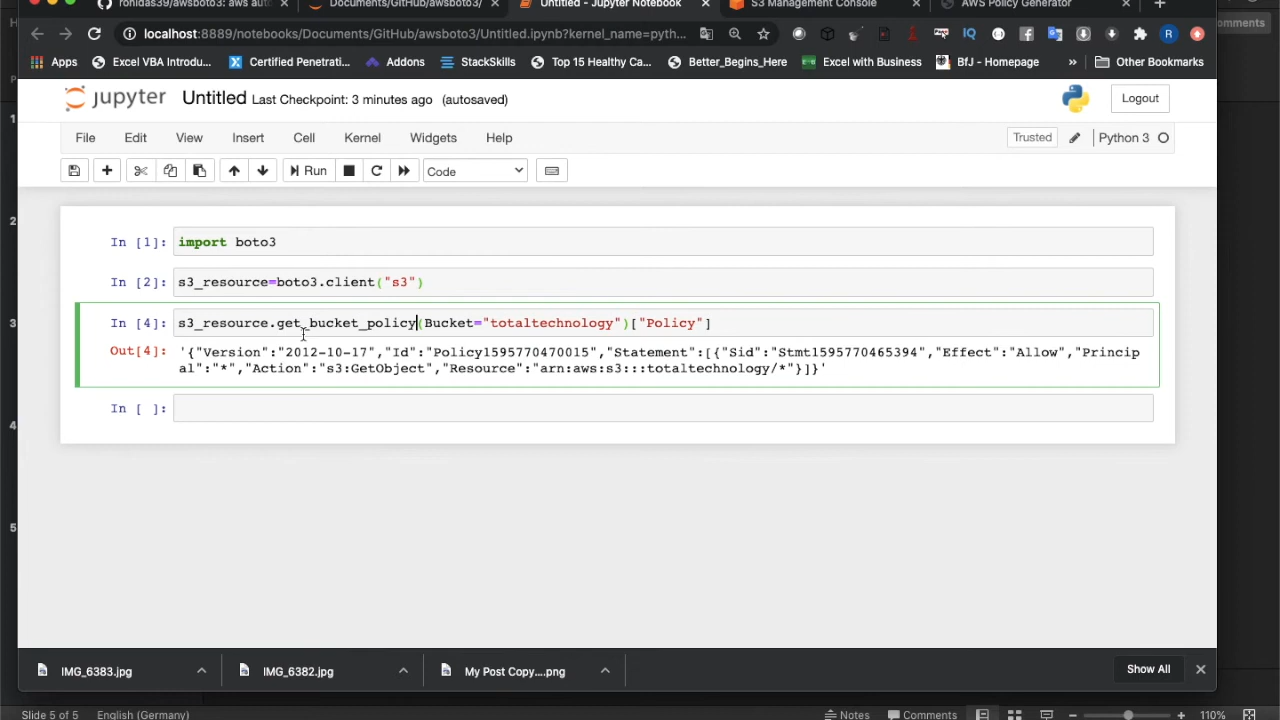 ronidas39/awsboto3: aws aut
Documents/GitHub/awsboto3/
Untitled - Jupyter Notebook
S3 Management Console
AWS Policy Generator
localhost:8889/notebooks/Documents/GitHub/awsboto3/Untitled.ipynb?kernel_name=pyth...
omments
Apps Excel VBA Introdu... Certified Penetrati... Addons StackSkills Top 15 Healthy Ca... Better_Begins_Here Excel with Business BfJ - Homepage » Other Bookmarks
jupyter Untitled Last Checkpoint: 3 minutes ago (autosaved) Logout
File Edit View Insert Cell Kernel Widgets Help Trusted Python 3
Run Code
In [1]: import boto3
In [2]: s3_resource=boto3.client("s3")
In [4]: s3_resource.get_bucket_policy(Bucket="totaltechnology")["Policy"]
Out[4]: '{"Version":"2012-10-17","Id":"Policy1595770470015","Statement":[{"Sid":"Stmt1595770465394","Effect":"Allow","Princip
al":"*","Action":"s3:GetObject","Resource":"arn:aws:s3:::totaltechnology/*"}]}'
In [ ]:
1
2
3
4
5
IMG_6383.jpg IMG_6382.jpg My Post Copy....png Show All
Slide 5 of 5 English (Germany) Notes Comments 110%